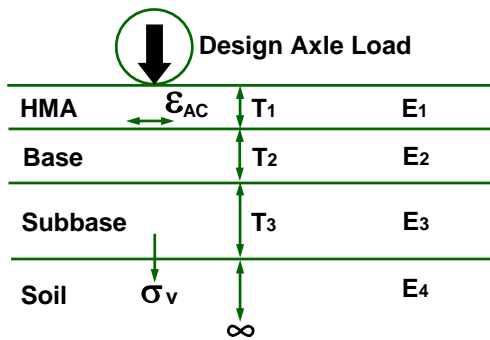 Design Axle Load
HMA εAC T1 E1
Base T2 E2
Subbase T3 E3
Soil σv E4
∞